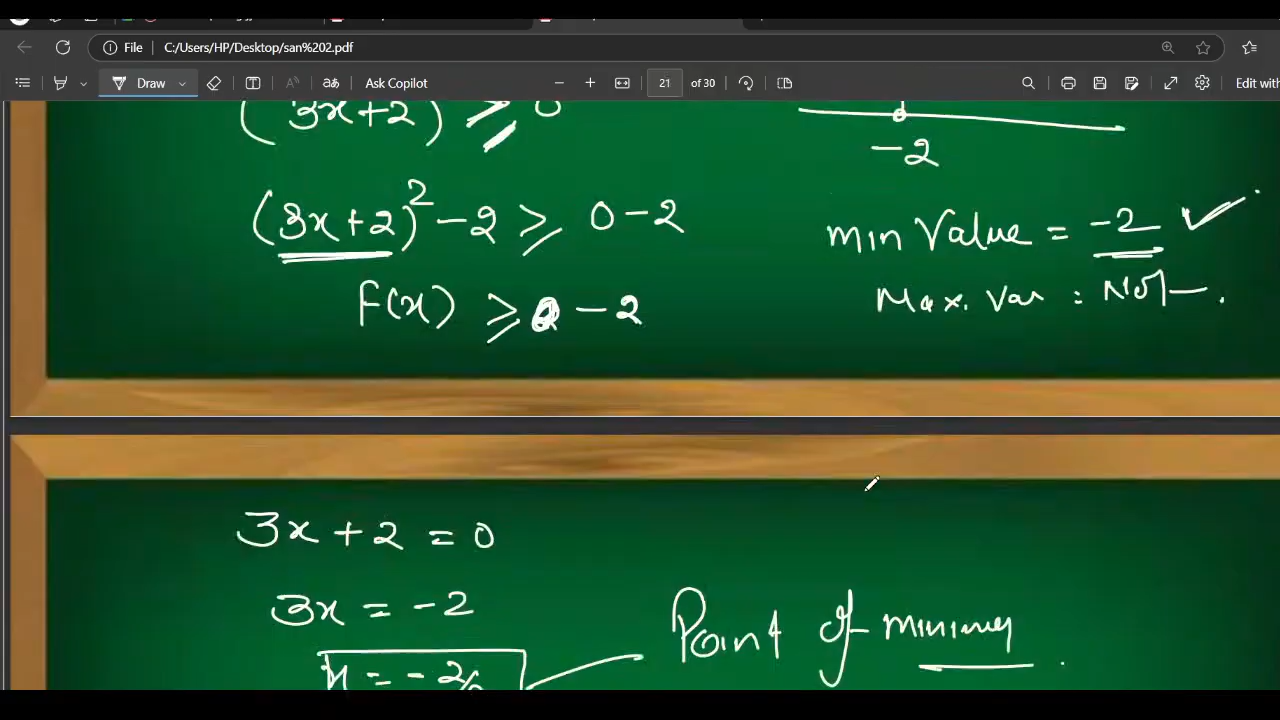 File C:/Users/HP/Desktop/san%202.pdf
Draw Ask Copilot 21 of 30 Edit with
(3x+2) ≥ 0
-2
(3x+2)² - 2 ≥ 0 - 2
min Value = -2 ✓
F(x) ≥ - 2
Max. Val : Not
3x + 2 = 0
3x = -2
Point of
x = - 2/